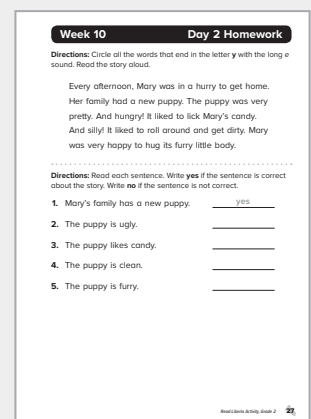 Week 10 Day 2 Homework
Directions: Circle all the words that end in the letter y with the long e
sound. Read the story aloud.
Every afternoon, Mary was in a hurry to get home.
Her family had a new puppy. The puppy was very
pretty. And hungry! It liked to lick Mary's candy.
And silly! It liked to roll around and get dirty. Mary
was very happy to hug its furry little body.
Directions: Read each sentence. Write yes if the sentence is correct
about the story. Write no if the sentence is not correct.
1. Mary's family has a new puppy. yes
2. The puppy is ugly.
3. The puppy likes candy.
4. The puppy is clean.
5. The puppy is furry.
Activity, Grade 2 27